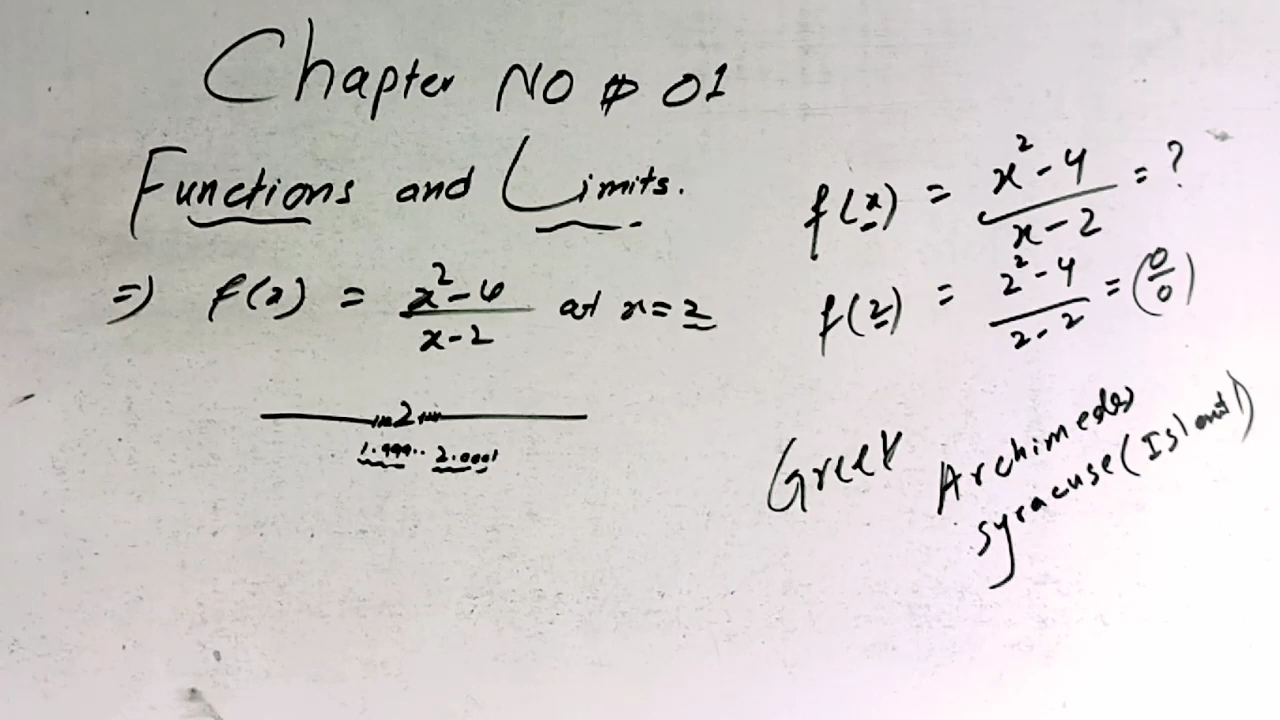 Chapter NO # 01
Functions and Limits.
=> f(x) = x²-4 / x-2 at x=2
2
1.999.. 2.0001
f(x) = x²-4 / x-2 = ?
f(2) = 2²-4 / 2-2 = (0/0)
Greek Archimedes
Syracuse (Island)